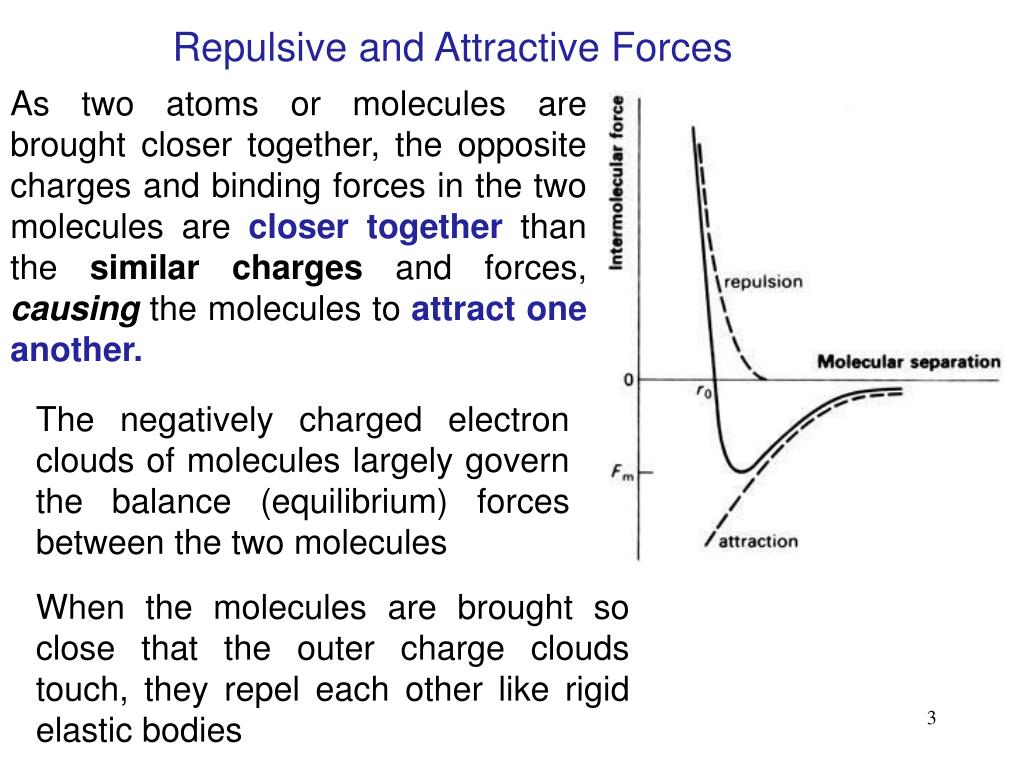 Repulsive and Attractive Forces
As two atoms or molecules are
brought closer together, the opposite
charges and binding forces in the two
molecules are closer together than
the similar charges and forces,
causing the molecules to attract one
another.
The negatively charged electron
clouds of molecules largely govern
the balance (equilibrium) forces
between the two molecules
When the molecules are brought so
close that the outer charge clouds
touch, they repel each other like rigid
elastic bodies
Intermolecular force
repulsion
Molecular separation
0
r0
Fm
attraction
3